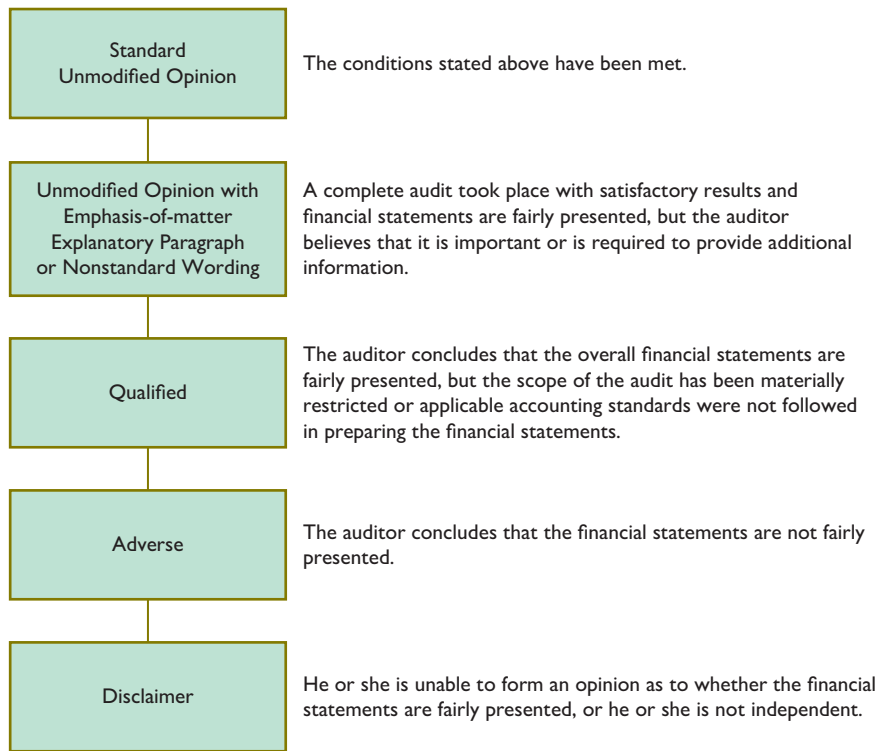 Standard
Unmodified Opinion
The conditions stated above have been met.
Unmodified Opinion with
Emphasis-of-matter
Explanatory Paragraph
or Nonstandard Wording
A complete audit took place with satisfactory results and
financial statements are fairly presented, but the auditor
believes that it is important or is required to provide additional
information.
Qualified
The auditor concludes that the overall financial statements are
fairly presented, but the scope of the audit has been materially
restricted or applicable accounting standards were not followed
in preparing the financial statements.
Adverse
The auditor concludes that the financial statements are not fairly
presented.
Disclaimer
He or she is unable to form an opinion as to whether the financial
statements are fairly presented, or he or she is not independent.